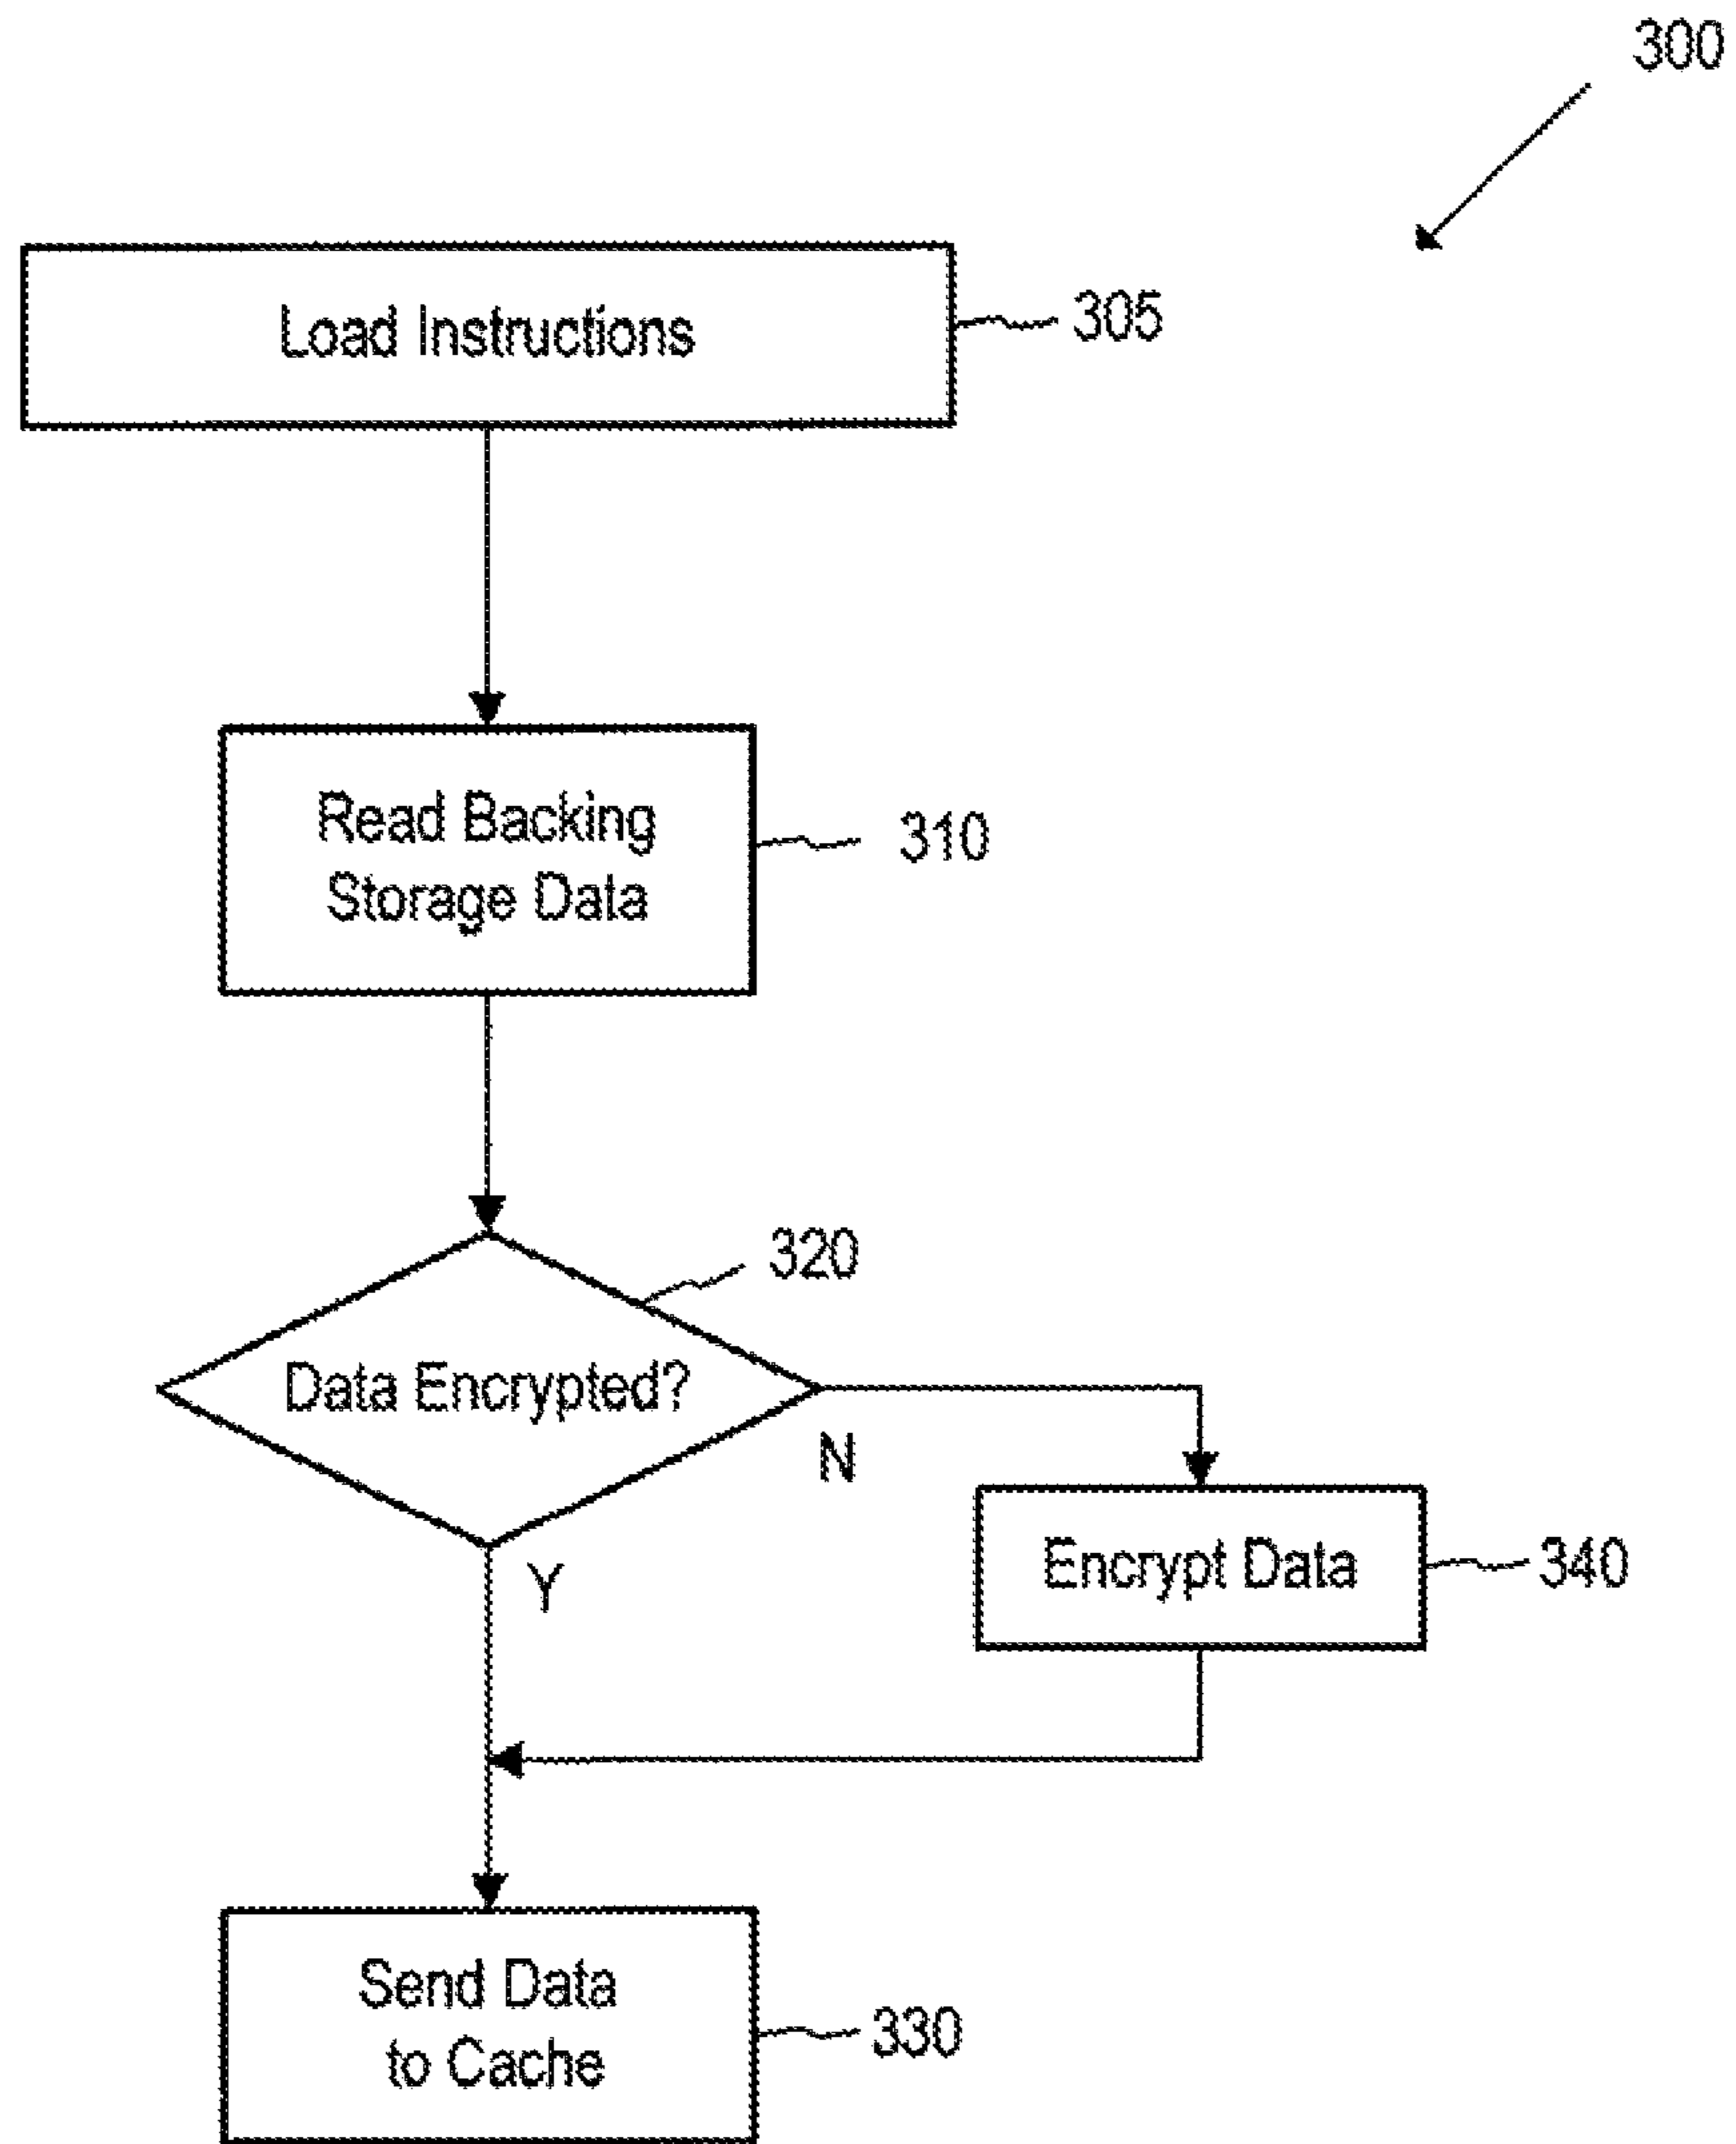 300
Load Instructions
305
Read Backing
Storage Data
310
320
Data Encrypted?
N
Y
Encrypt Data
340
Send Data
to Cache
330